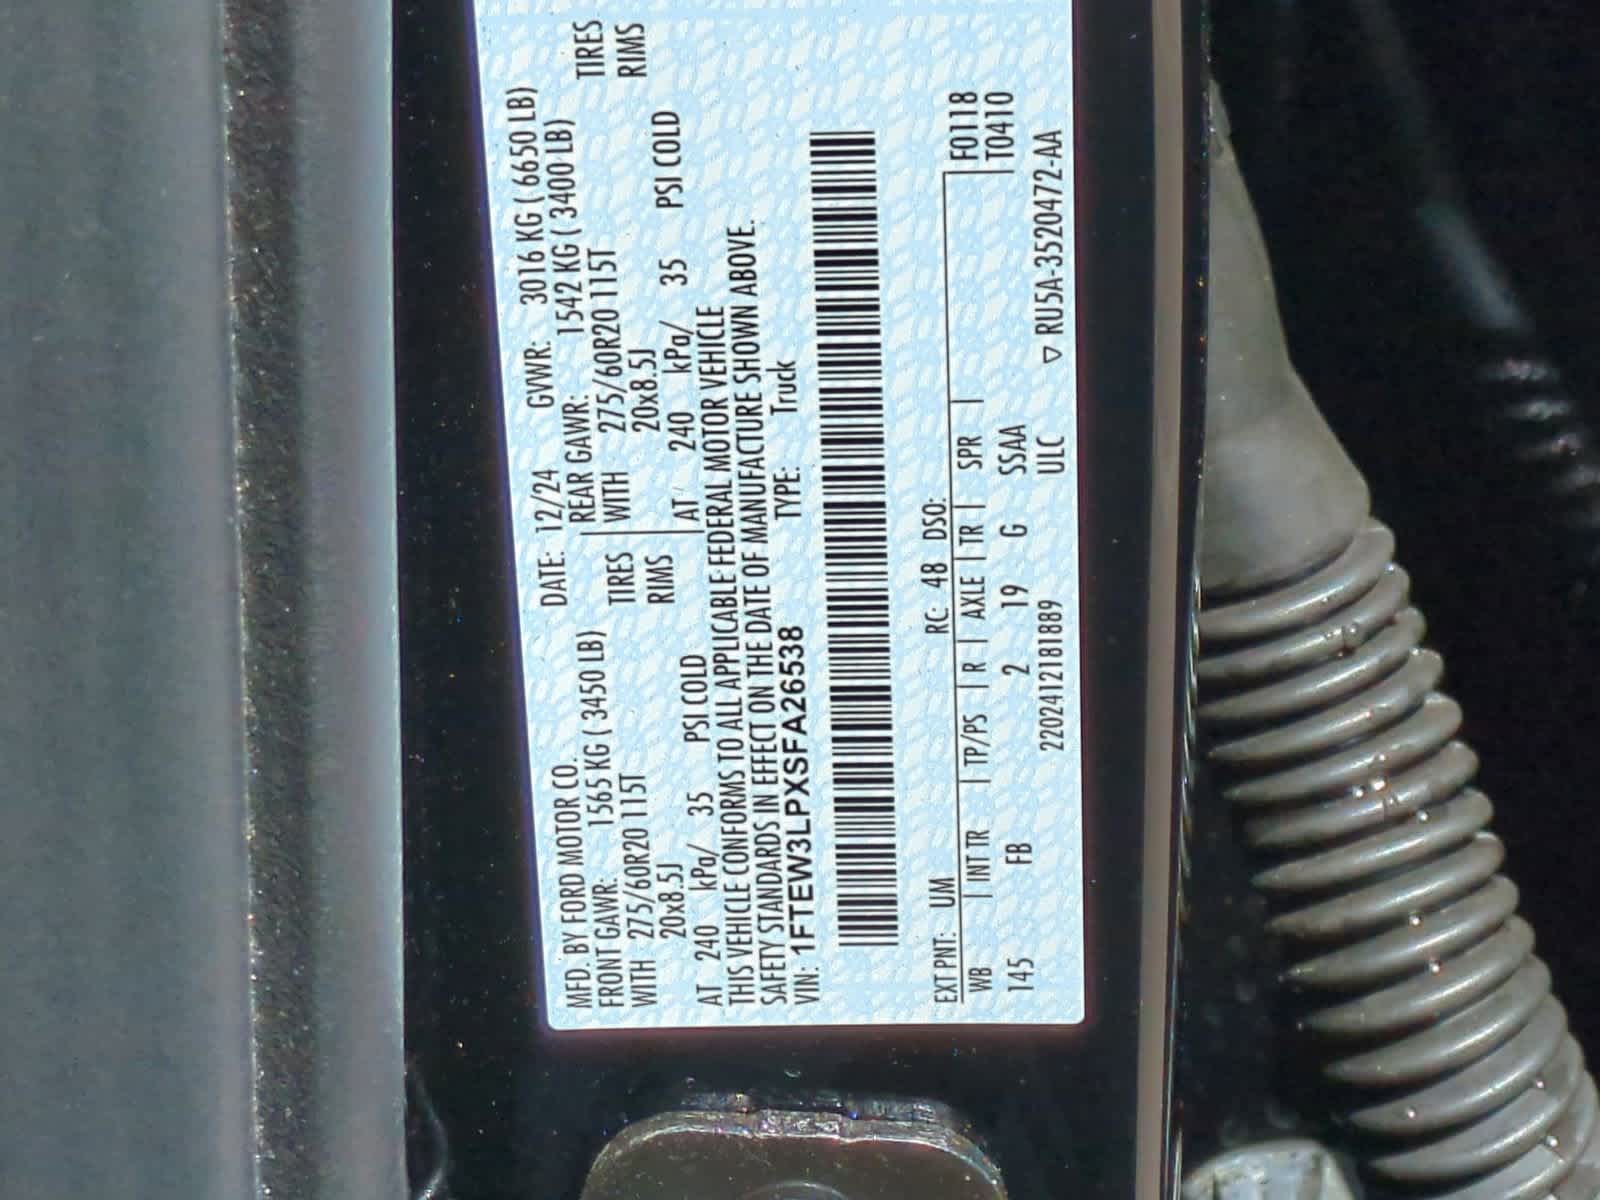 MFD. BY FORD MOTOR CO.
DATE: 12/24 GVWR: 3016 KG ( 6650 LB)
FRONT GAWR: 1565 KG ( 3450 LB)
REAR GAWR: 1542 KG ( 3400 LB)
WITH 275/60R20 115T TIRES
WITH 275/60R20 115T TIRES
20x8.5J RIMS
20x8.5J RIMS
AT 240 kPa/ 35 PSI COLD
AT 240 kPa/ 35 PSI COLD
THIS VEHICLE CONFORMS TO ALL APPLICABLE FEDERAL MOTOR VEHICLE
SAFETY STANDARDS IN EFFECT ON THE DATE OF MANUFACTURE SHOWN ABOVE.
VIN: 1FTEW3LPXSFA26538 TYPE: Truck
EXT PNT: UM RC: 48 DSO: F0118
WB | INT TR | TP/PS | R | AXLE | TR | SPR | T0410
145 FB 2 19 G SSAA
220241218 1889 ULC ▽ RU5A-3520472-AA